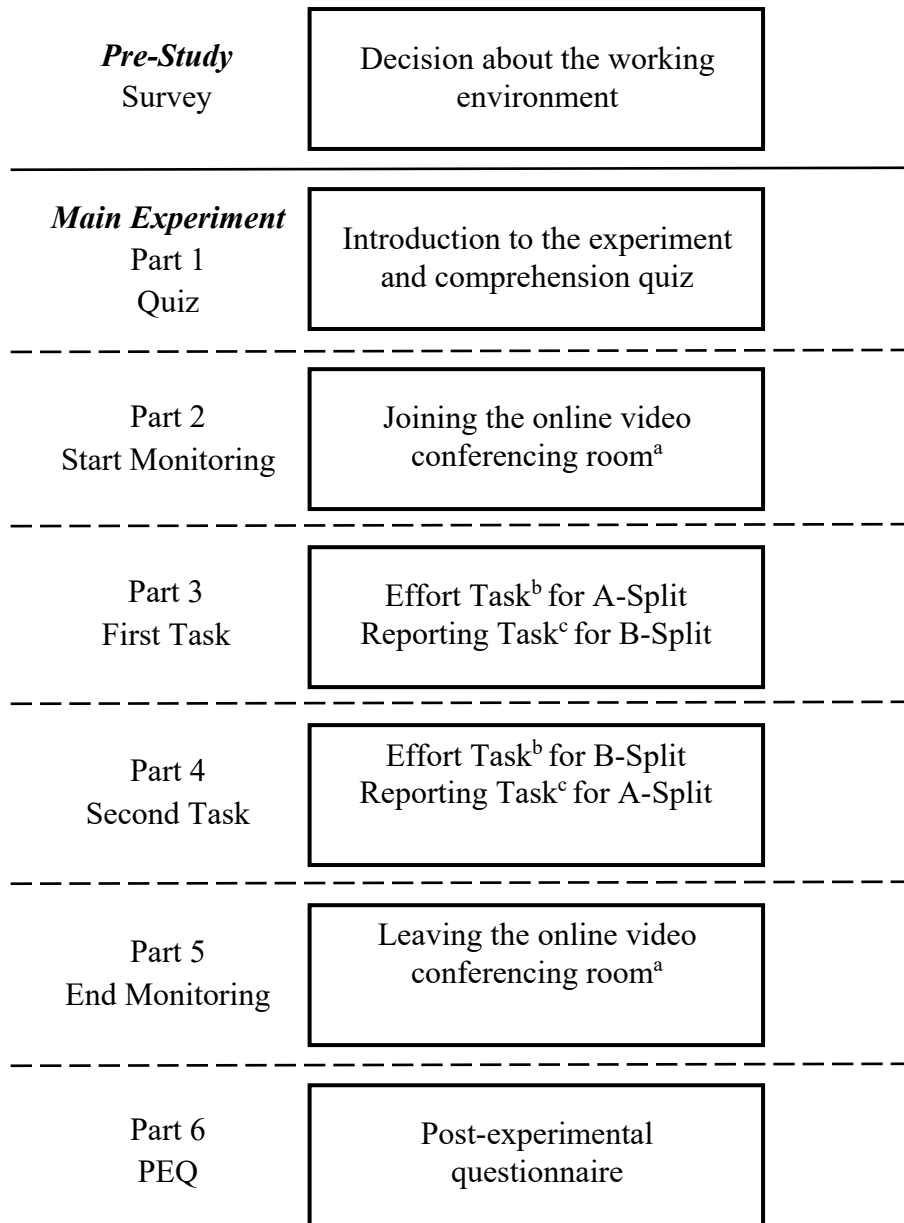 Pre-Study
Survey
Decision about the working
environment
Main Experiment
Part 1
Quiz
Introduction to the experiment
and comprehension quiz
Part 2
Start Monitoring
Joining the online video
conferencing roomᵃ
Part 3
First Task
Effort Taskᵇ for A-Split
Reporting Taskᶜ for B-Split
Part 4
Second Task
Effort Taskᵇ for B-Split
Reporting Taskᶜ for A-Split
Part 5
End Monitoring
Leaving the online video
conferencing roomᵃ
Part 6
PEQ
Post-experimental
questionnaire